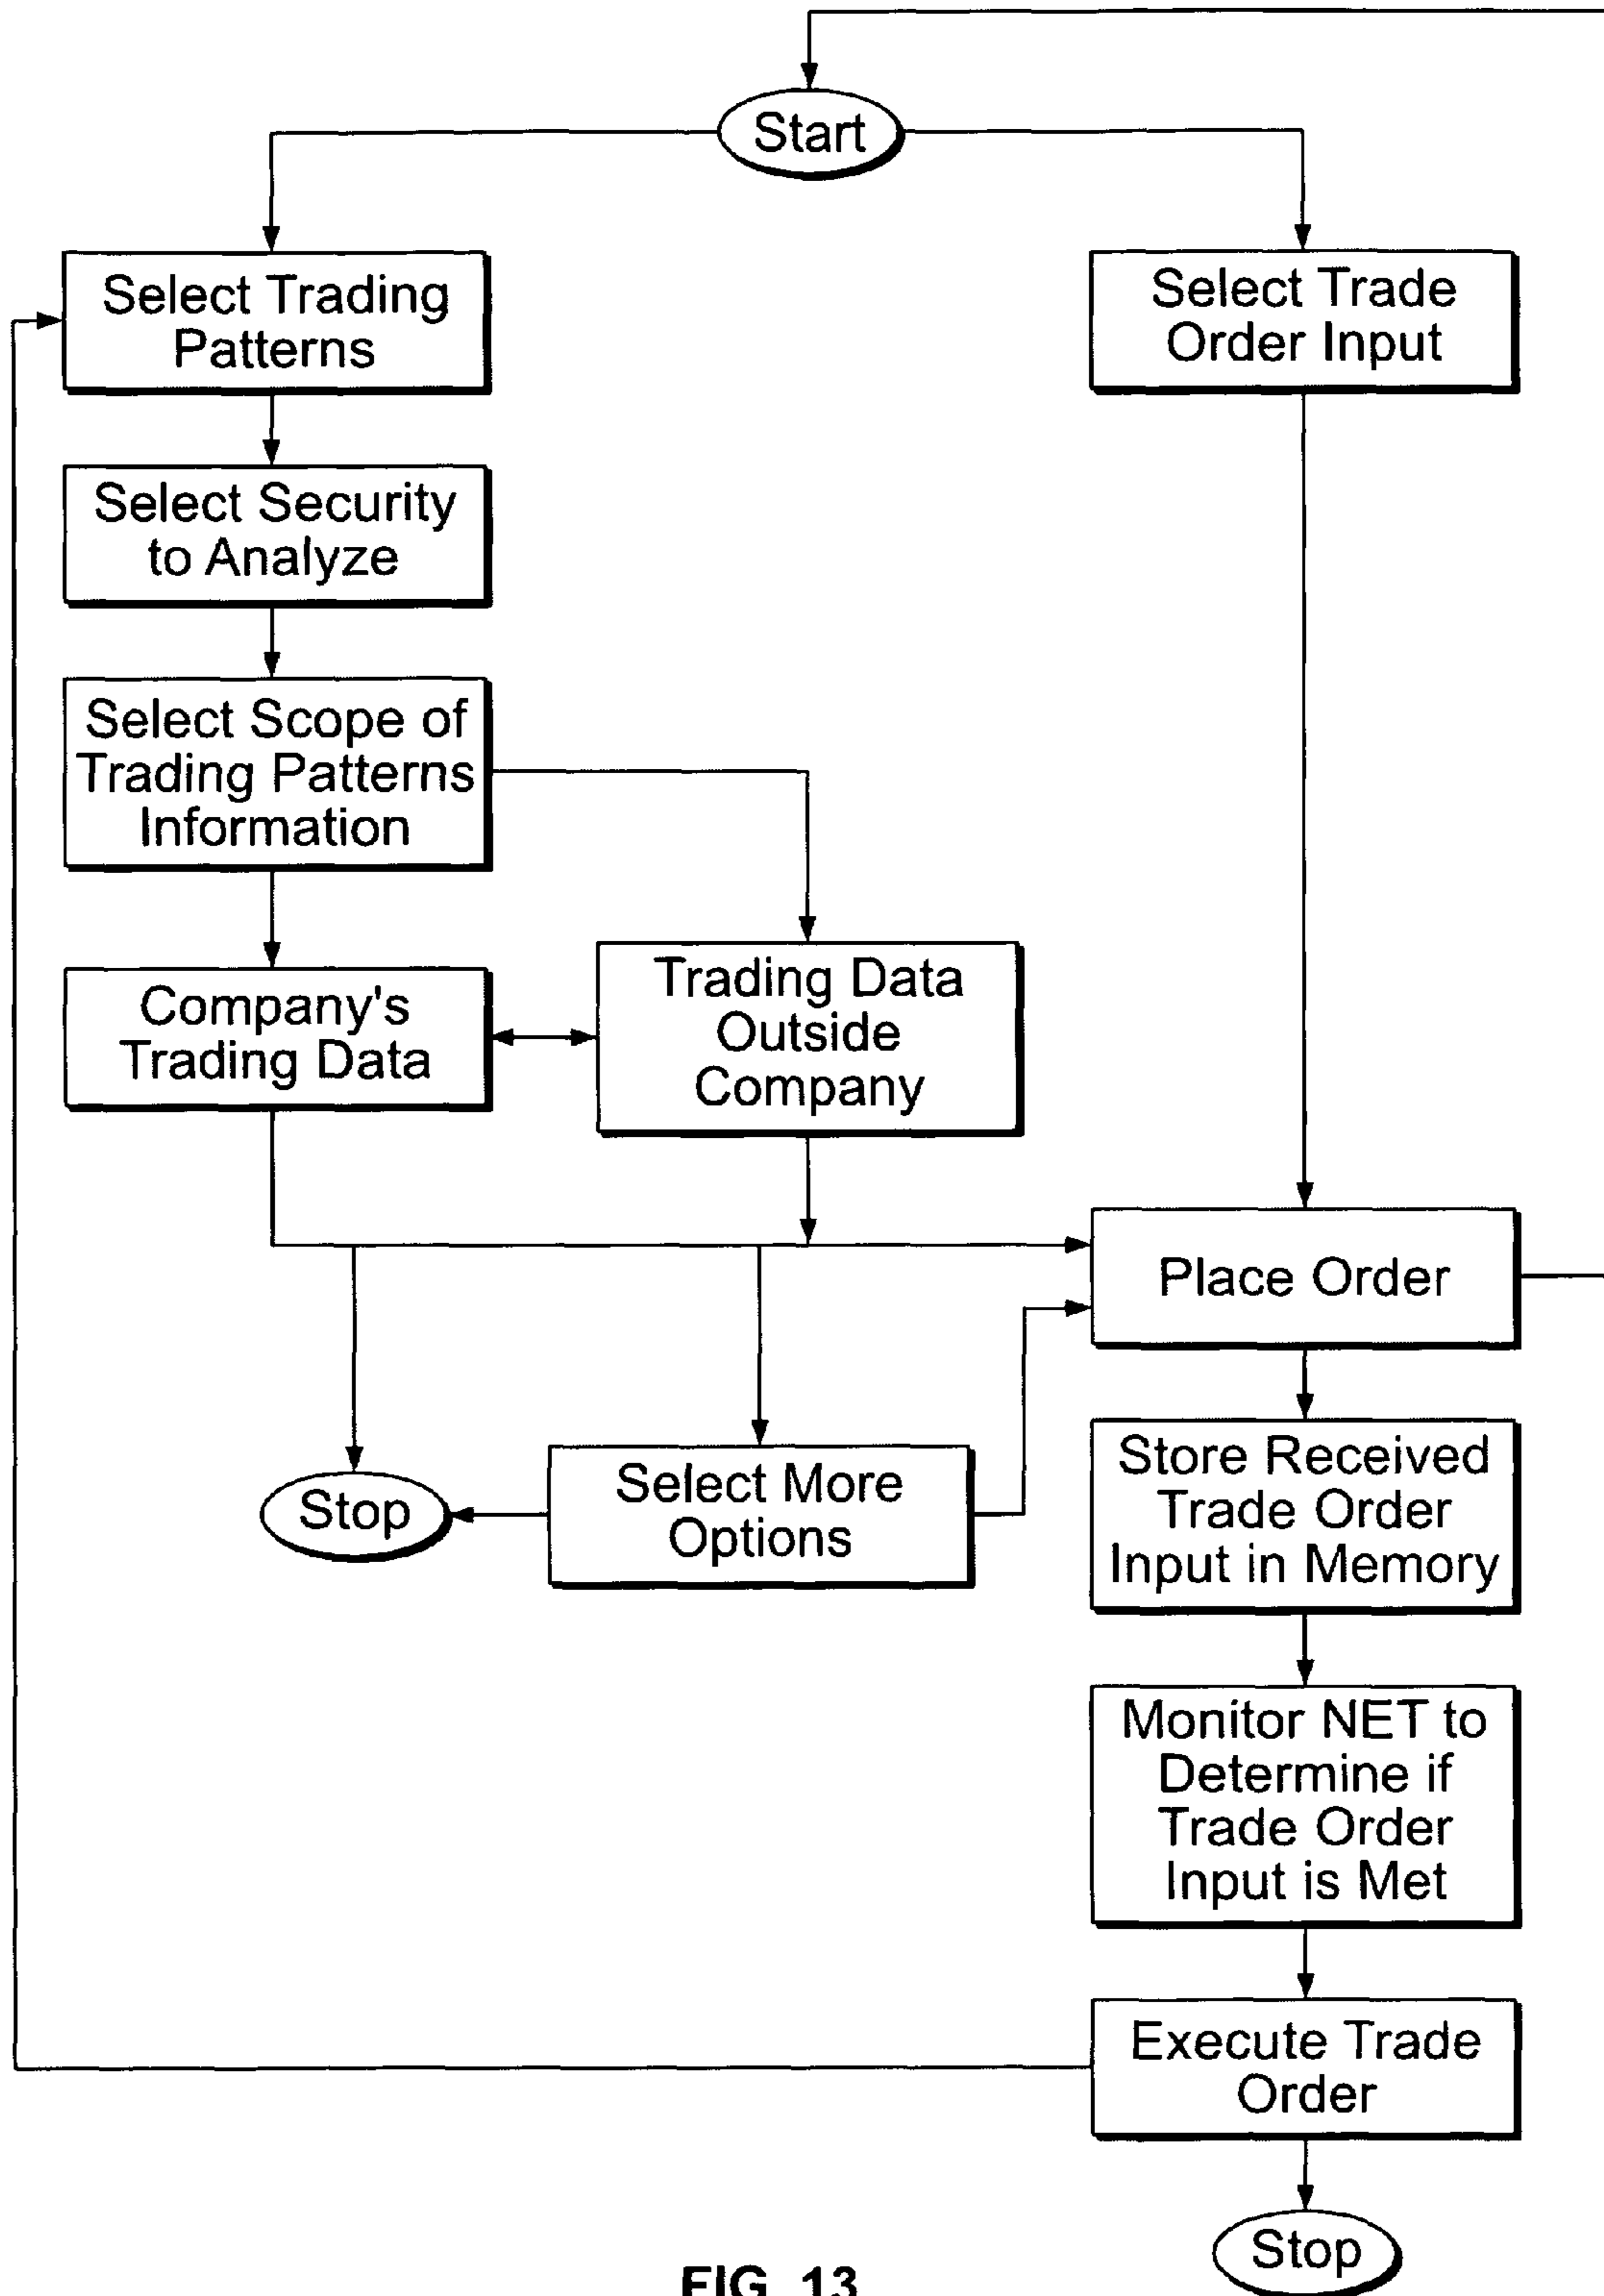 Start
Select Trading
Patterns
Select Trade
Order Input
Select Security
to Analyze
Select Scope of
Trading Patterns
Information
Company's
Trading Data
Trading Data
Outside
Company
Place Order
Stop
Select More
Options
Store Received
Trade Order
Input in Memory
Monitor NET to
Determine if
Trade Order
Input is Met
Execute Trade
Order
Stop
FIG. 13